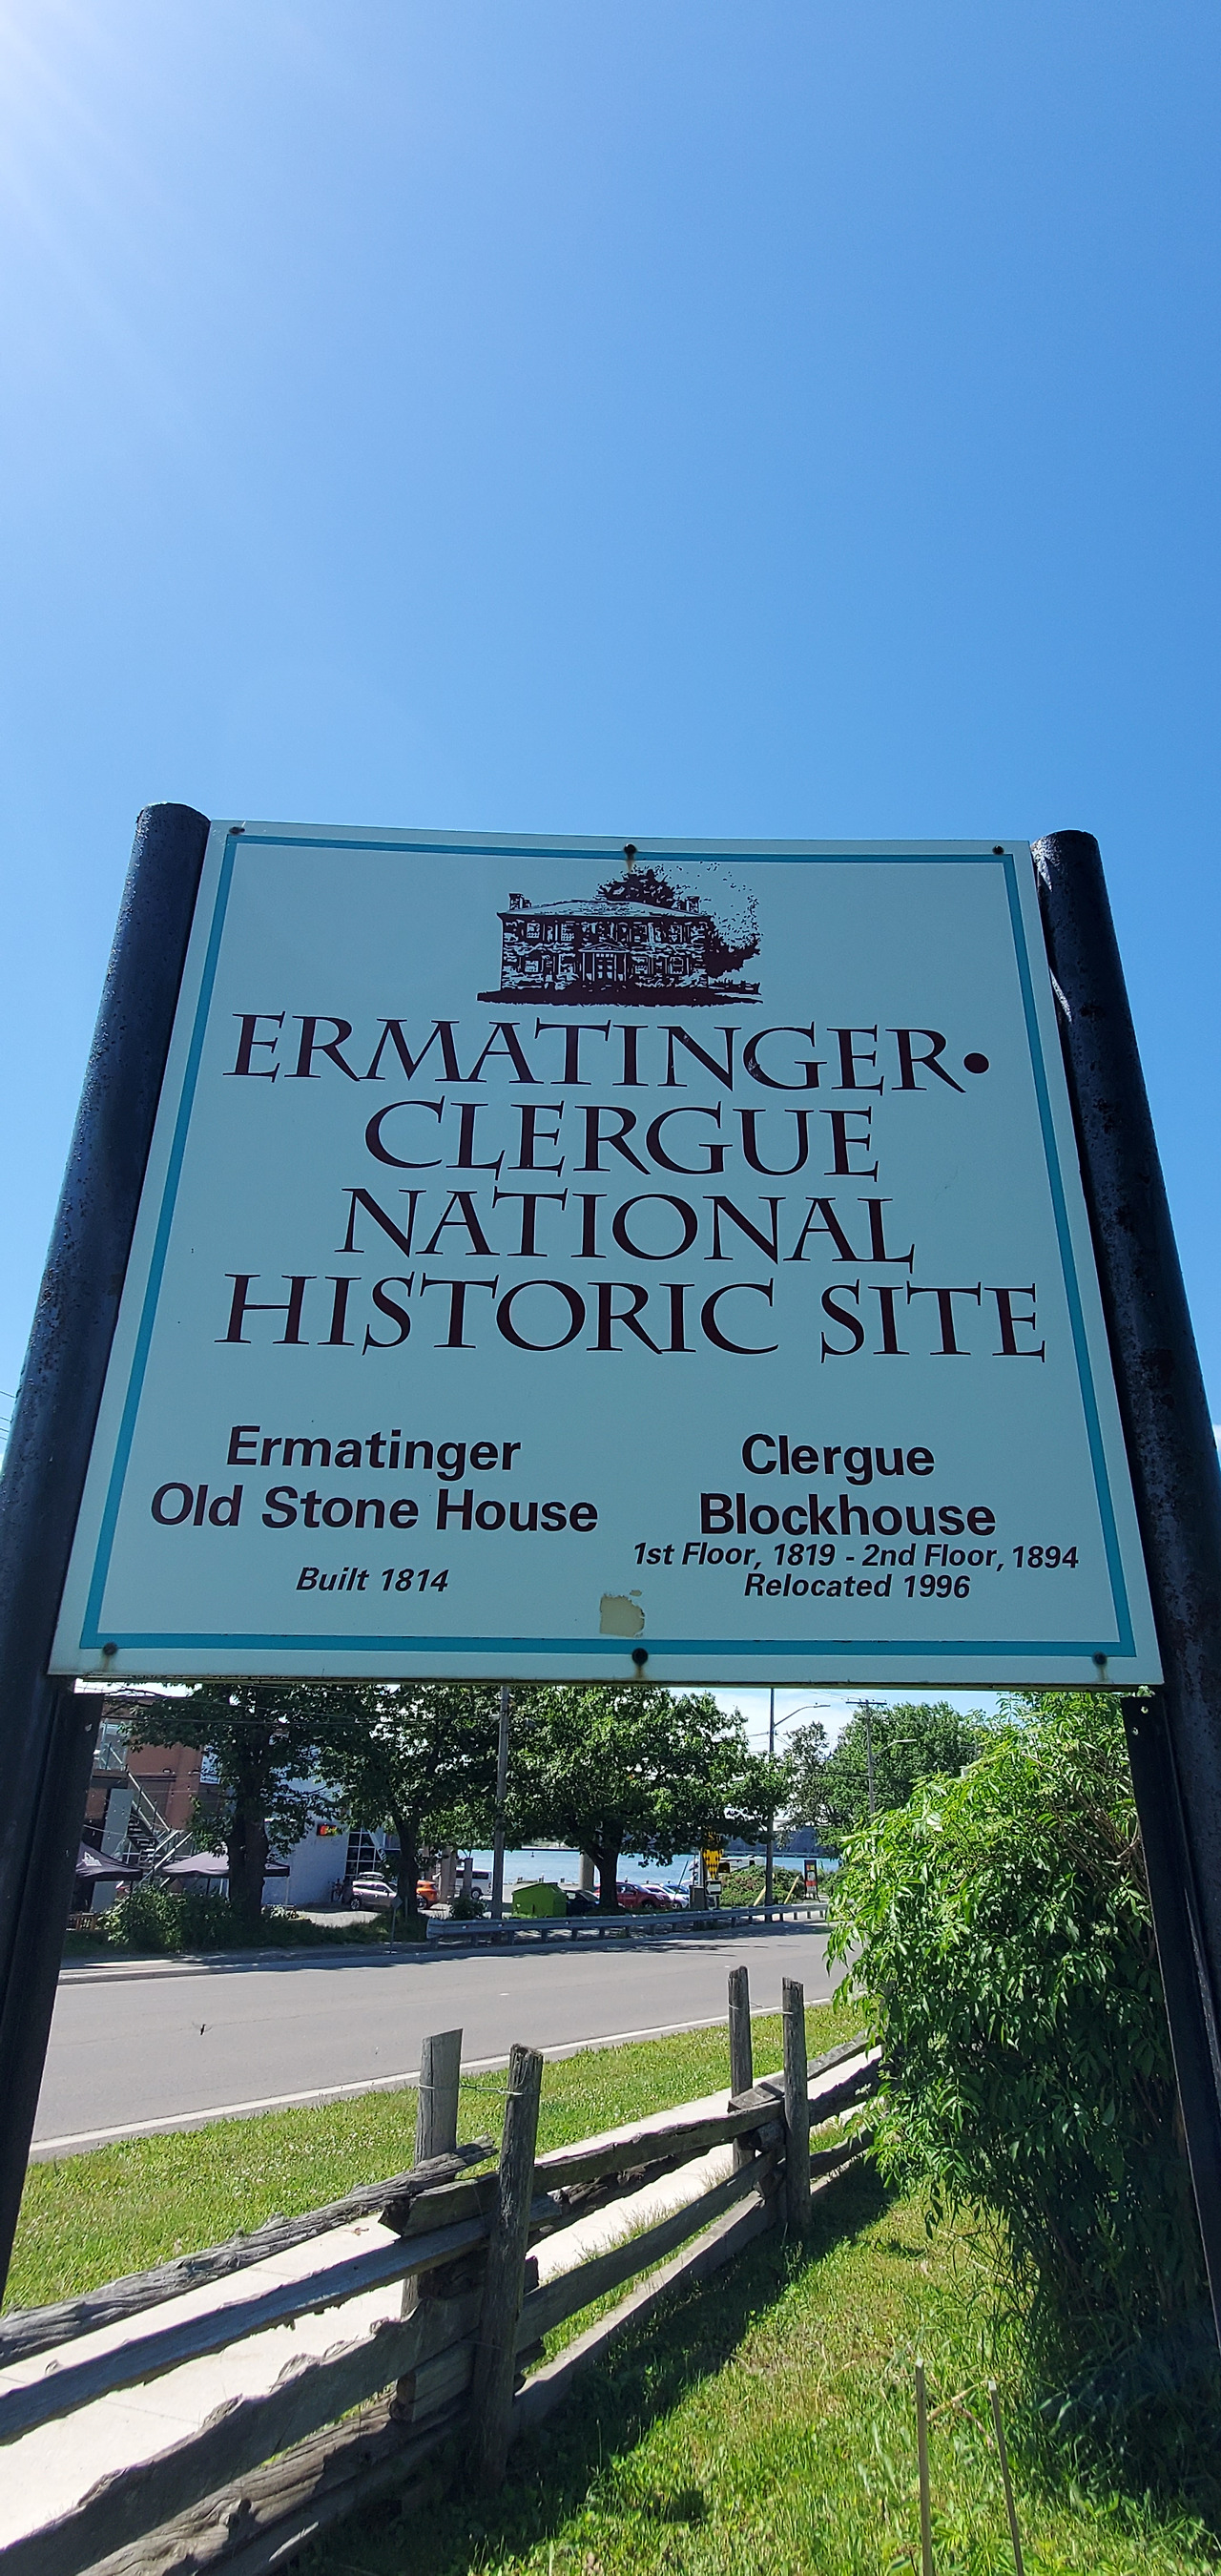 ERMATINGER•
CLERGUE
NATIONAL
HISTORIC SITE
Ermatinger
Old Stone House
Built 1814
Clergue
Blockhouse
1st Floor, 1819 - 2nd Floor, 1894
Relocated 1996